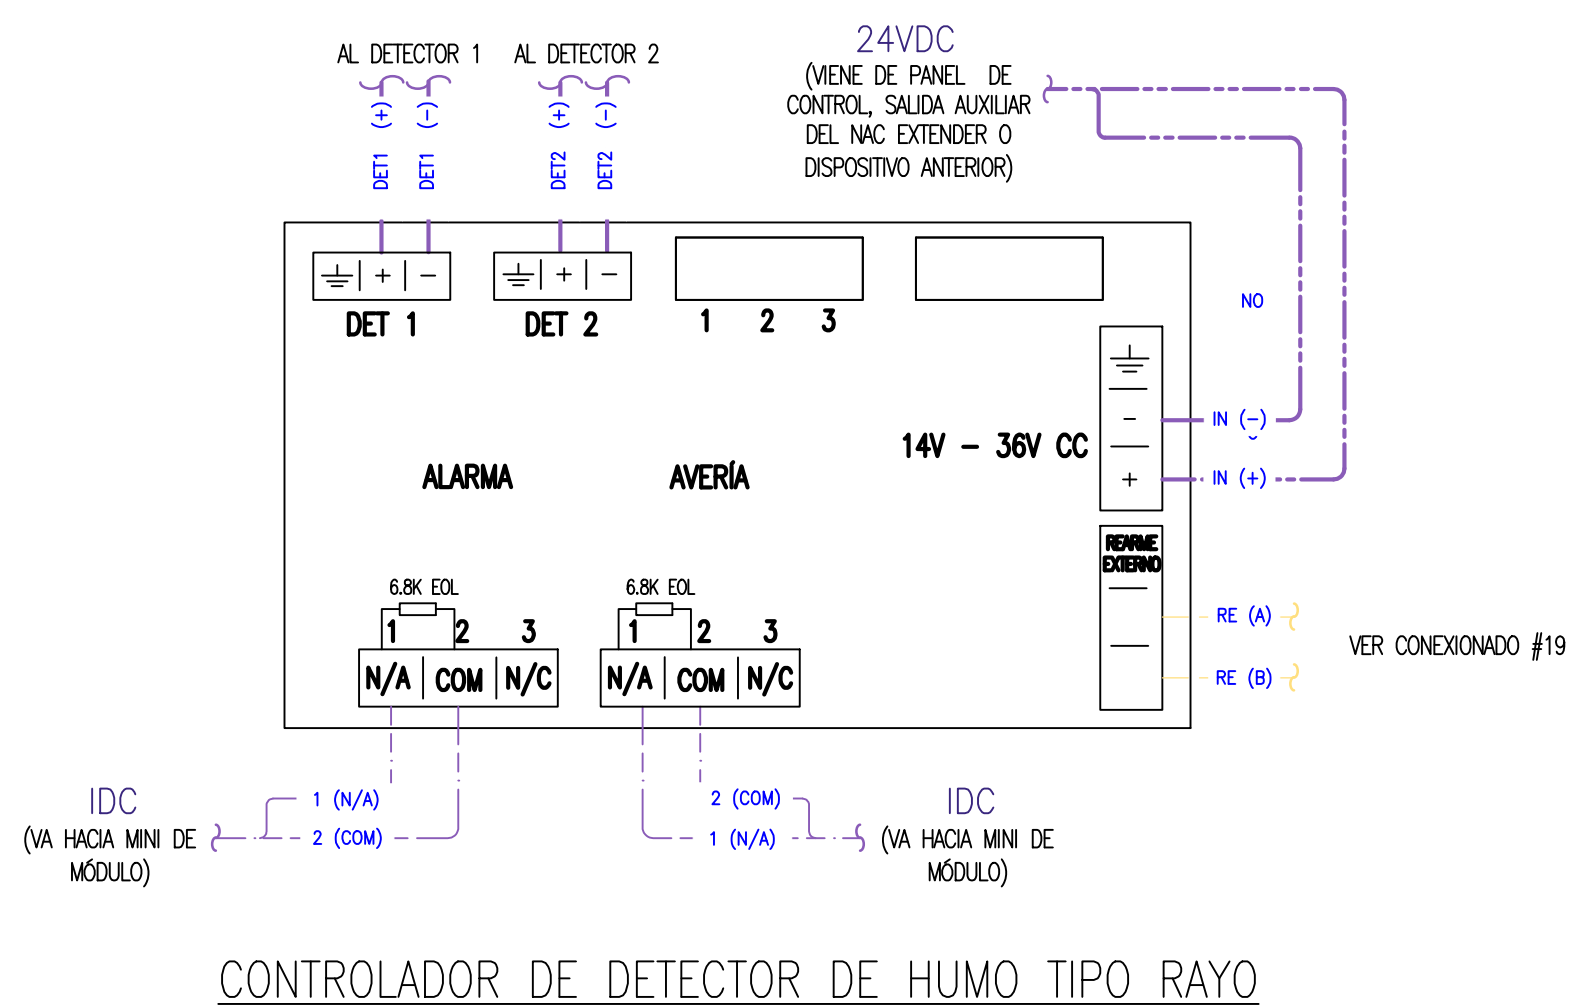 AL DETECTOR 1
AL DETECTOR 2
24VDC
(VIENE DE PANEL DE
CONTROL, SALIDA AUXILIAR
DEL NAC EXTENDER O
DISPOSITIVO ANTERIOR)
DET1 (+)
DET1 (-)
DET2 (+)
DET2 (-)
+ -
+ -
DET 1
DET 2
1 2 3
NO
14V - 36V CC
-
+
IN (-)
IN (+)
ALARMA
AVERÍA
REARME
EXTERNO
RE (A)
RE (B)
VER CONEXIONADO #19
6.8K EOL
1 2 3
N/A COM N/C
6.8K EOL
1 2 3
N/A COM N/C
IDC
(VA HACIA MINI DE
MÓDULO)
1 (N/A)
2 (COM)
2 (COM)
1 (N/A)
IDC
(VA HACIA MINI DE
MÓDULO)
CONTROLADOR DE DETECTOR DE HUMO TIPO RAYO